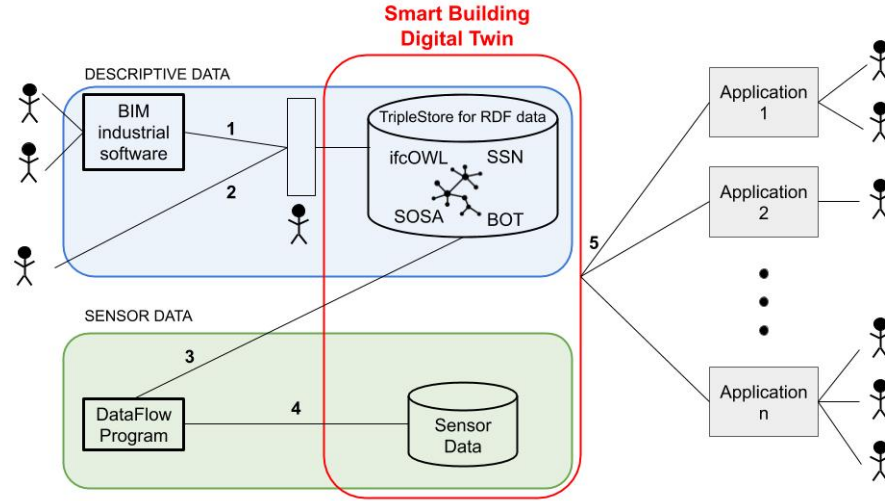 Smart Building
Digital Twin
DESCRIPTIVE DATA
BIM
industrial
software
1
2
TripleStore for RDF data
ifcOWL
SSN
SOSA
BOT
5
Application
1
Application
2
SENSOR DATA
3
4
DataFlow
Program
Sensor
Data
Application
n